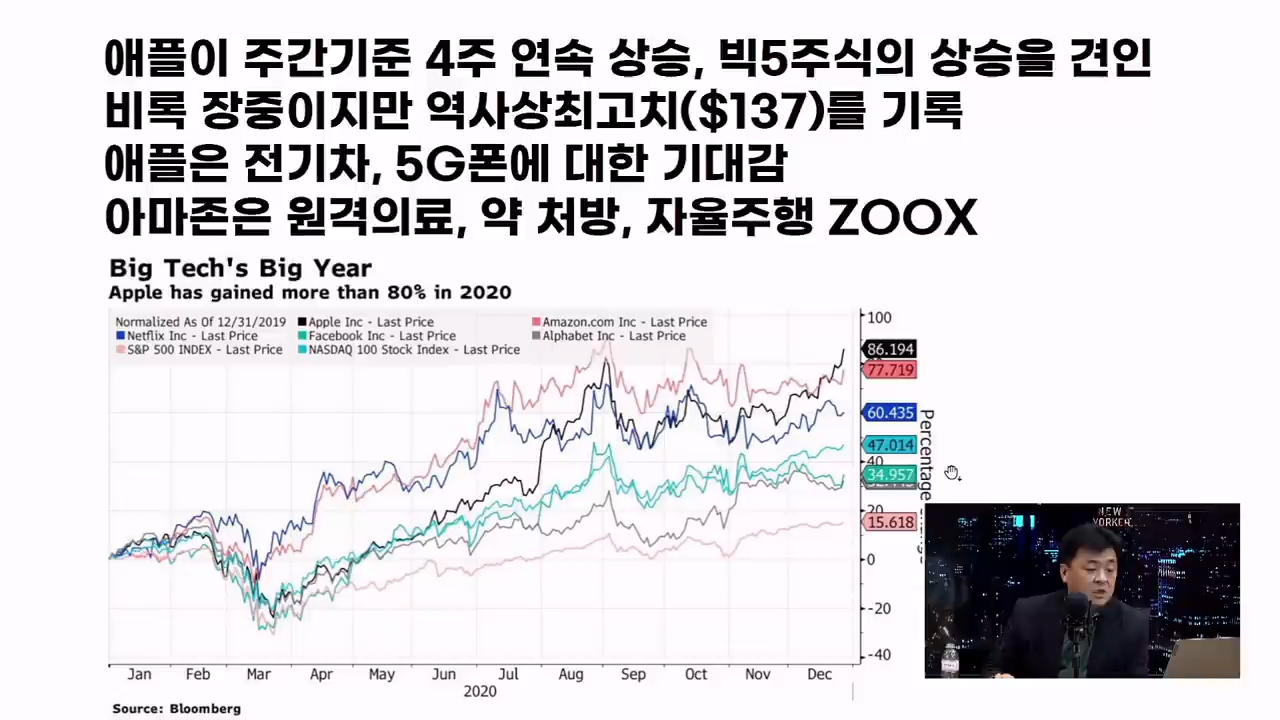 애플이 주간기준 4주 연속 상승, 빅5주식의 상승을 견인
비록 장중이지만 역사상최고치($137)를 기록
애플은 전기차, 5G폰에 대한 기대감
아마존은 원격의료, 약 처방, 자율주행 ZOOX
Big Tech's Big Year
Apple has gained more than 80% in 2020
Normalized As Of 12/31/2019 Apple Inc - Last Price Amazon.com Inc - Last Price
Netflix Inc - Last Price Facebook Inc - Last Price Alphabet Inc - Last Price
S&P 500 INDEX - Last Price NASDAQ 100 Stock Index - Last Price
100
86.194
77.719
60.435
47.014
40
34.957
20
15.618
0
-20
-40
Percentage
Jan Feb Mar Apr May Jun Jul Aug Sep Oct Nov Dec
2020
Source: Bloomberg
NEW
YORKER